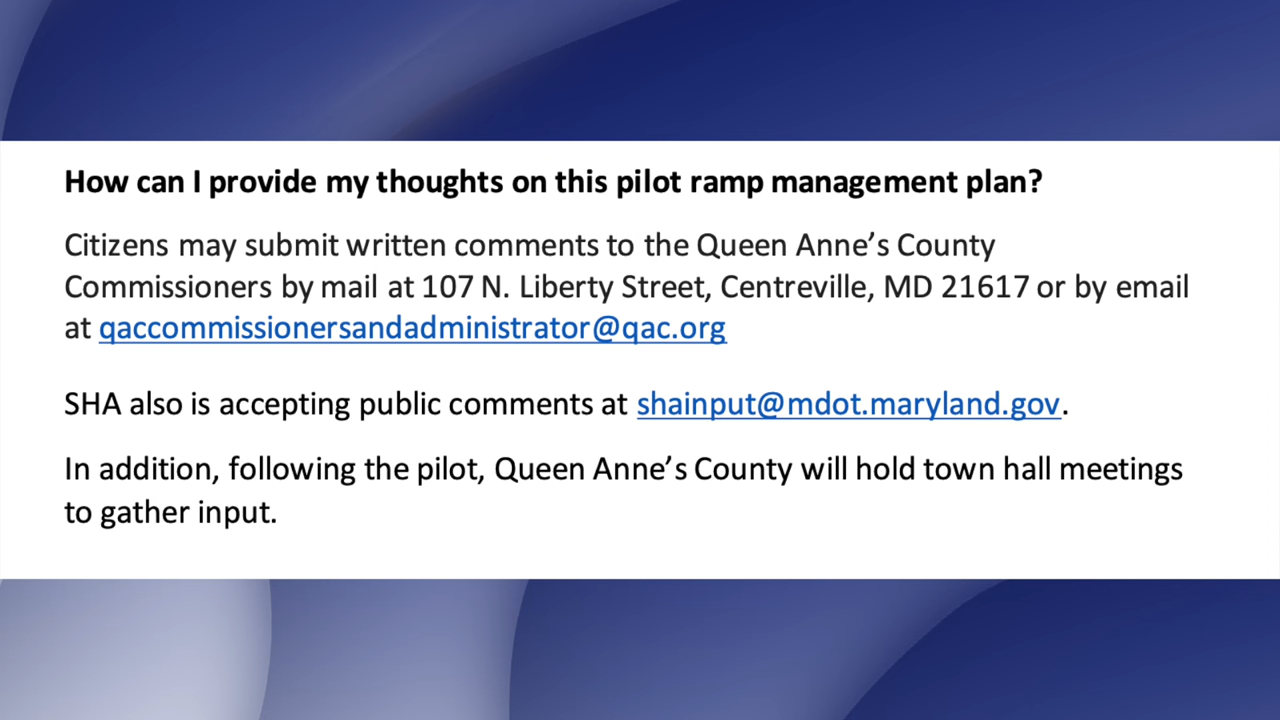 How can I provide my thoughts on this pilot ramp management plan?
Citizens may submit written comments to the Queen Anne’s County
Commissioners by mail at 107 N. Liberty Street, Centreville, MD 21617 or by email
at qaccommissionersandadministrator@qac.org
SHA also is accepting public comments at shainput@mdot.maryland.gov.
In addition, following the pilot, Queen Anne’s County will hold town hall meetings
to gather input.